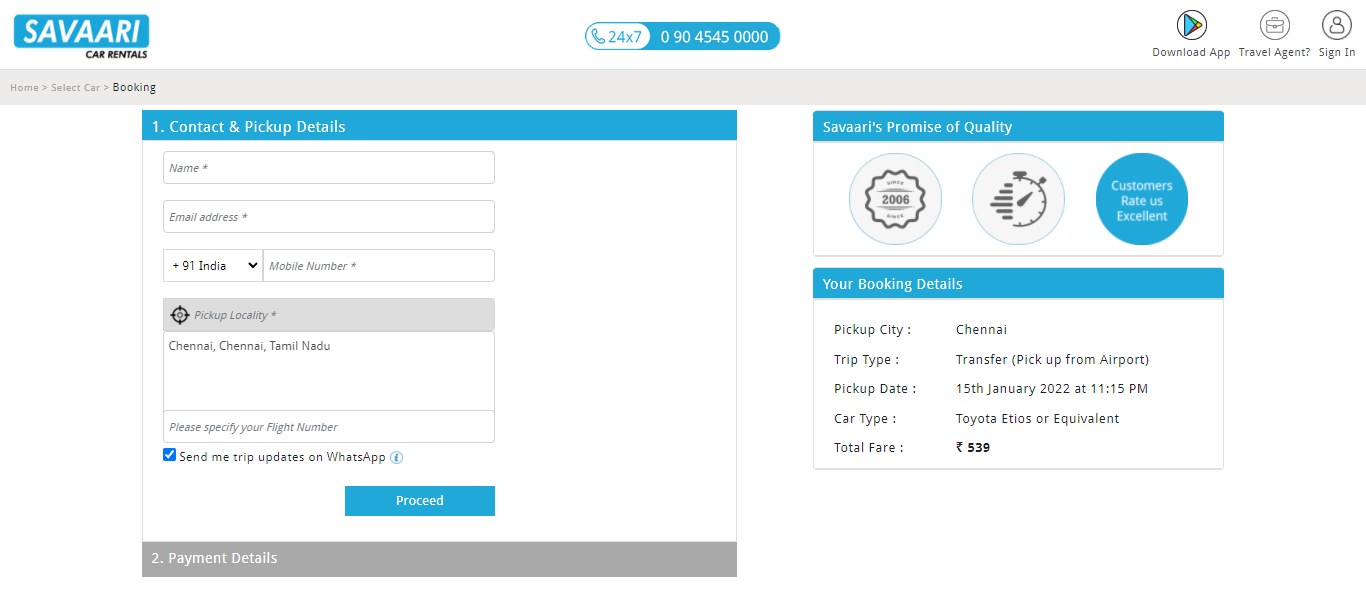 SAVAARI
CAR RENTALS
24x7 0 90 4545 0000
Download App Travel Agent? Sign In
Home > Select Car > Booking
1. Contact & Pickup Details
Name *
Email address *
+ 91 India Mobile Number *
Pickup Locality *
Chennai, Chennai, Tamil Nadu
Please specify your Flight Number
Send me trip updates on WhatsApp i
Proceed
2. Payment Details
Savaari's Promise of Quality
SINCE
2006
SINCE
Customers
Rate us
Excellent
Your Booking Details
Pickup City : Chennai
Trip Type : Transfer (Pick up from Airport)
Pickup Date : 15th January 2022 at 11:15 PM
Car Type : Toyota Etios or Equivalent
Total Fare : ₹ 539